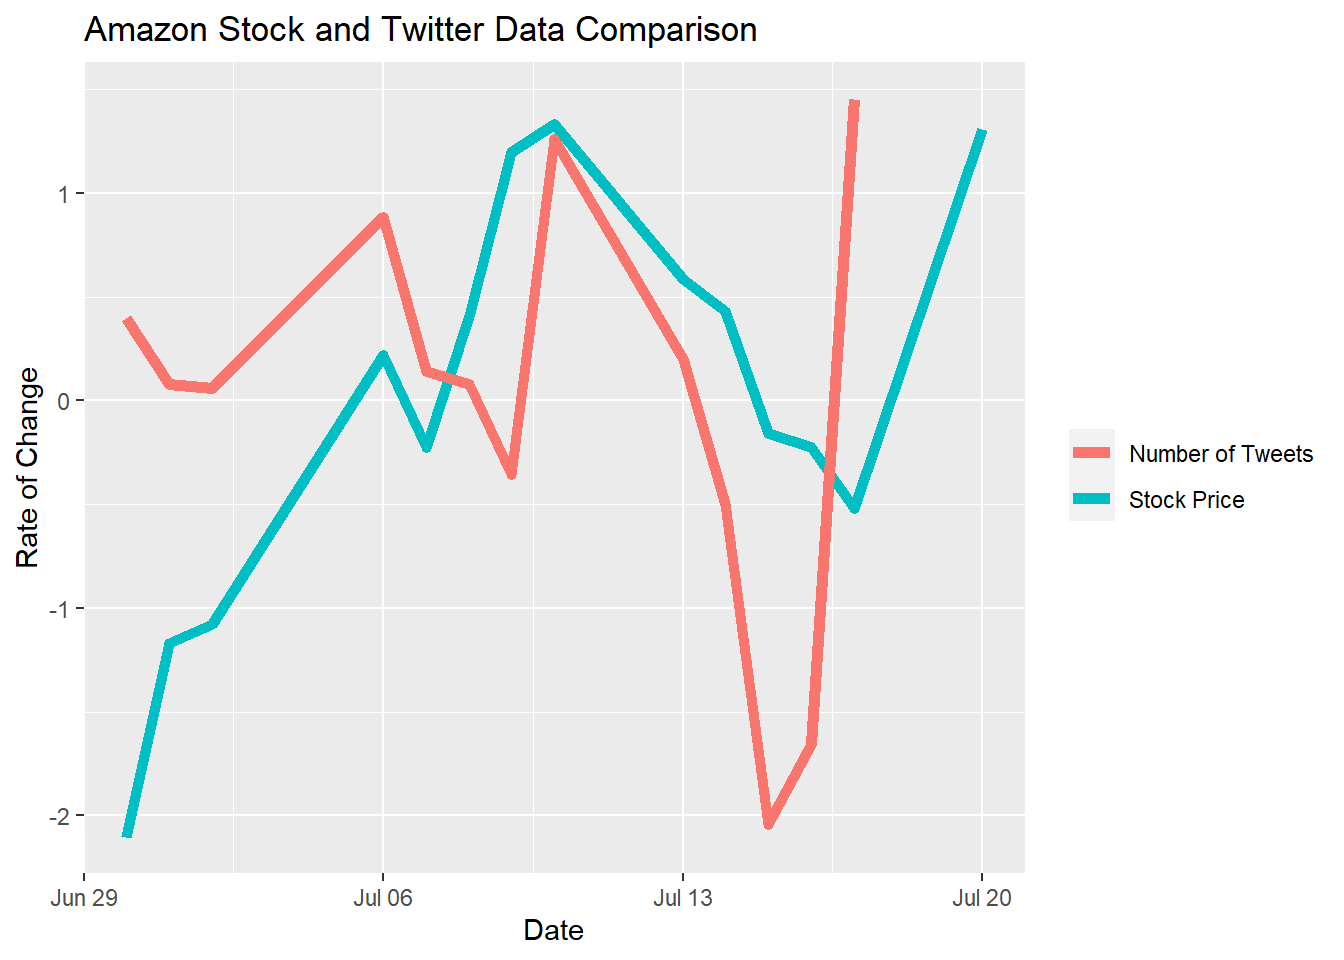 Amazon Stock and Twitter Data Comparison
Rate of Change
1
0
-1
-2
Jun 29
Jul 06
Jul 13
Jul 20
Date
Number of Tweets
Stock Price